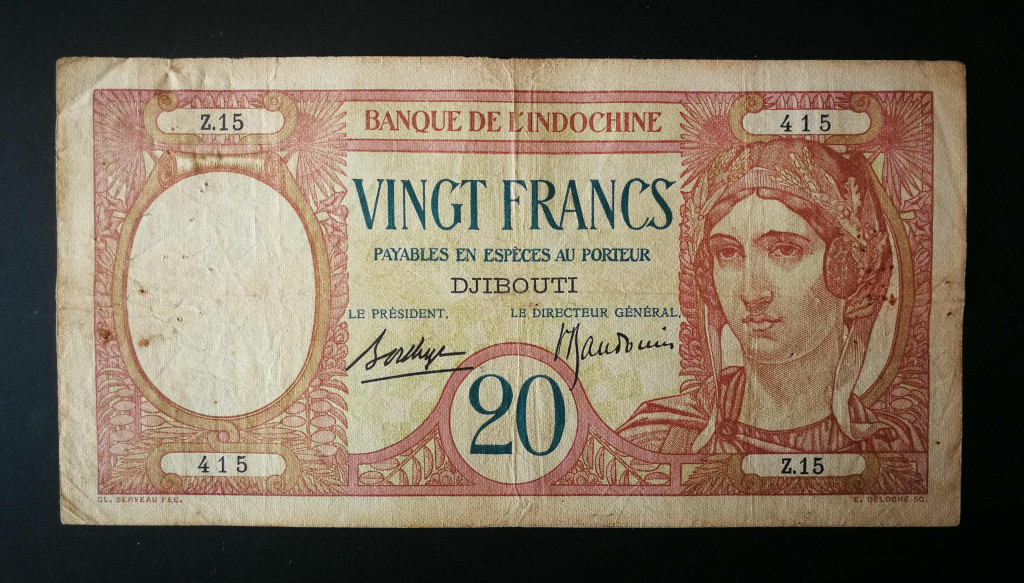 Z.15
BANQUE DE L'INDOCHINE
415
VINGT FRANCS
PAYABLES EN ESPÈCES AU PORTEUR
DJIBOUTI
LE PRÉSIDENT,
LE DIRECTEUR GÉNÉRAL,
20
415
Z.15
CL. SERVEAU FEC.
E. DELOCHE SC.